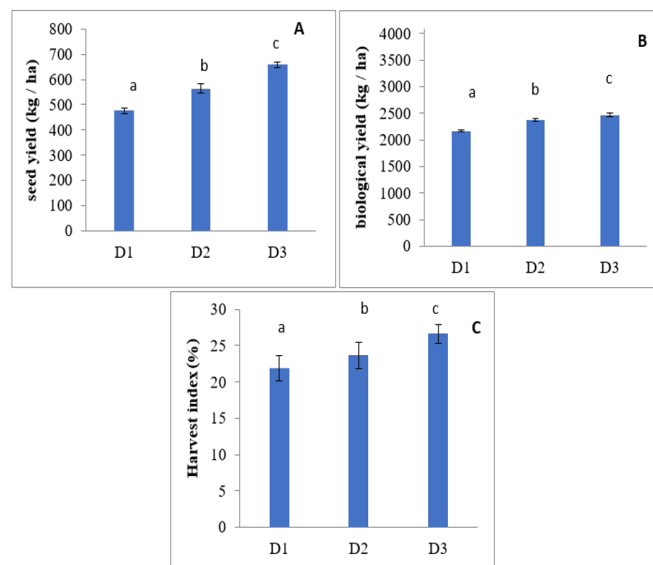 A
seed yield (kg / ha)
800
700
600
500
400
300
200
100
0
a
b
c
D1 D2 D3
B
biological yield (kg / ha)
4000
3500
3000
2500
2000
1500
1000
500
0
a
b
c
D1 D2 D3
C
Harvest index (%)
30
25
20
15
10
5
0
a
b
c
D1 D2 D3